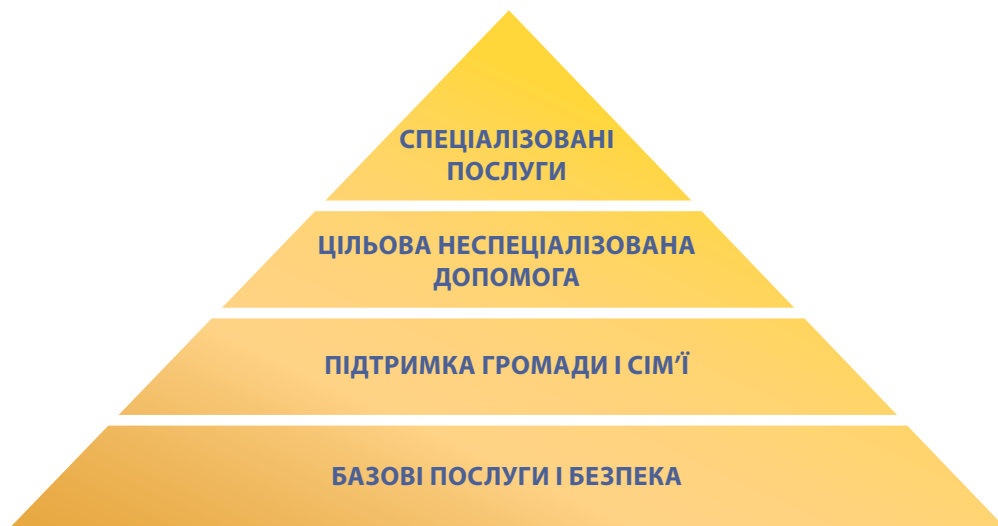 СПЕЦІАЛІЗОВАНІ
ПОСЛУГИ
ЦІЛЬОВА НЕСПЕЦІАЛІЗОВАНА
ДОПОМОГА
ПІДТРИМКА ГРОМАДИ І СІМ'Ї
БАЗОВІ ПОСЛУГИ І БЕЗПЕКА